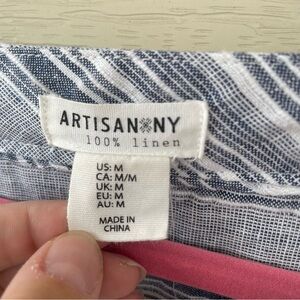 ARTISAN NY
100% linen
US: M
CA: M/M
UK: M
EU: M
AU: M
MADE IN
CHINA